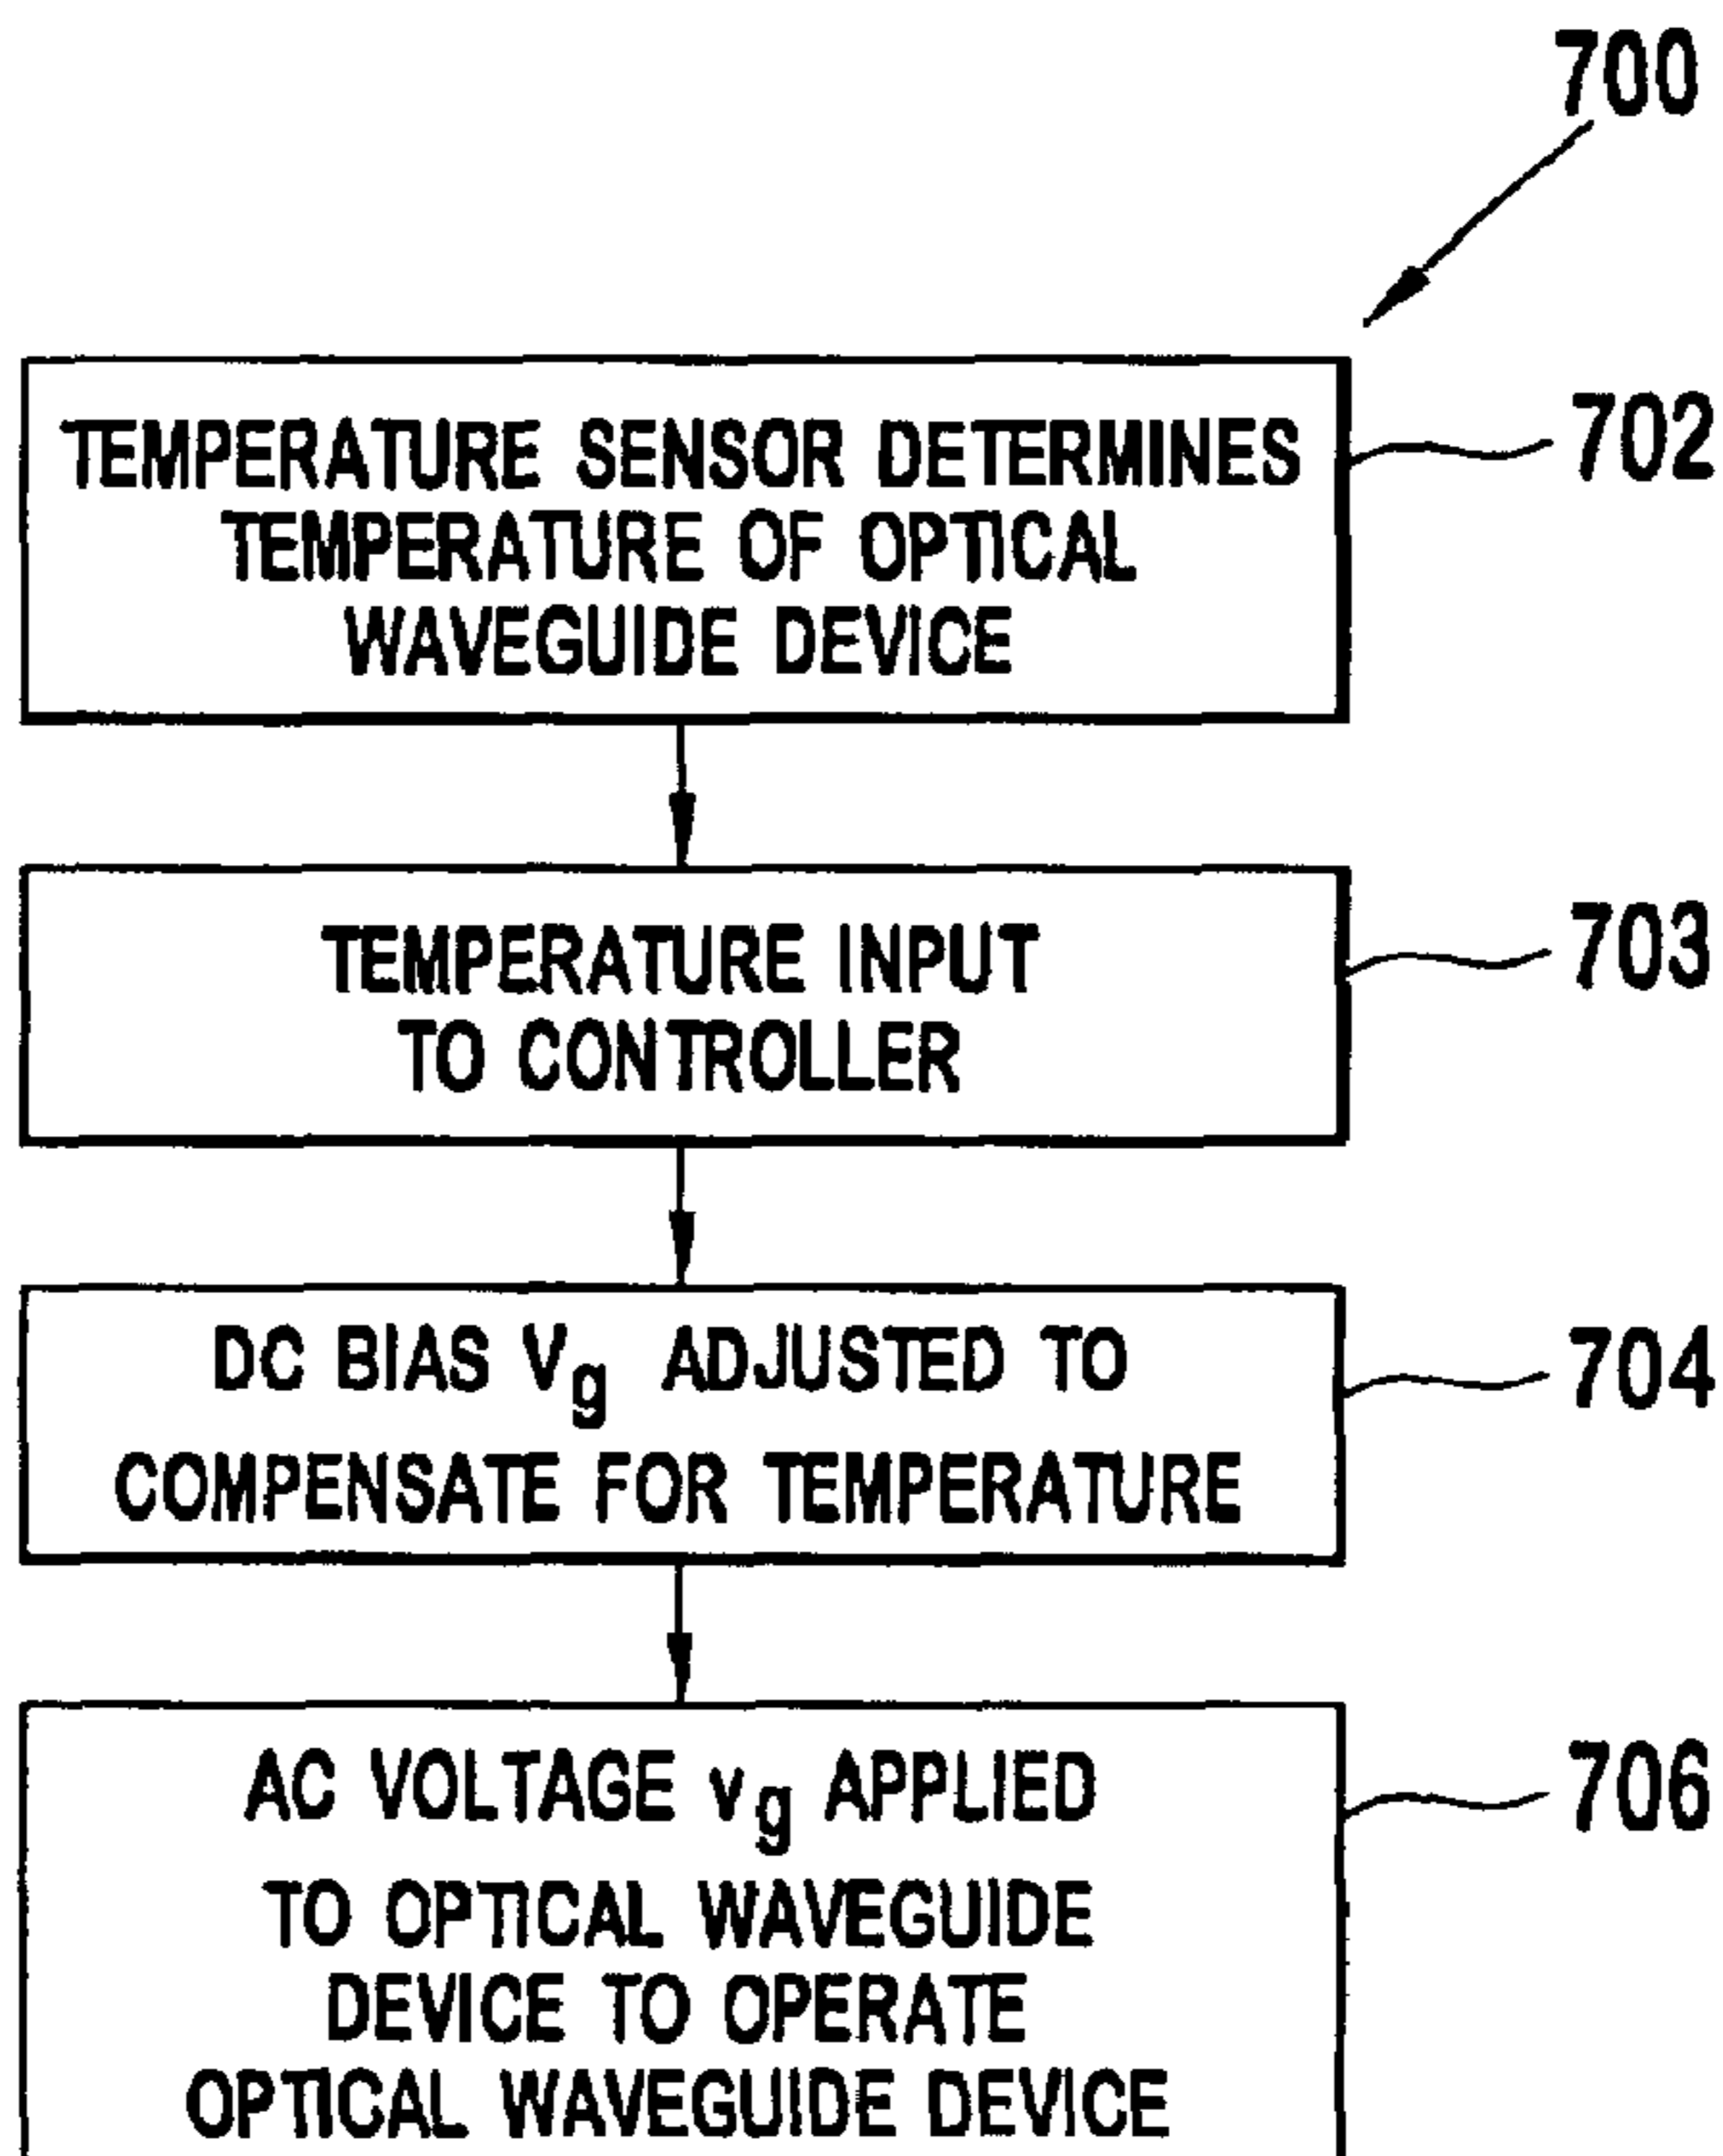 700
TEMPERATURE SENSOR DETERMINES
TEMPERATURE OF OPTICAL
WAVEGUIDE DEVICE
702
TEMPERATURE INPUT
TO CONTROLLER
703
DC BIAS Vg ADJUSTED TO
COMPENSATE FOR TEMPERATURE
704
AC VOLTAGE vg APPLIED
TO OPTICAL WAVEGUIDE
DEVICE TO OPERATE
OPTICAL WAVEGUIDE DEVICE
706